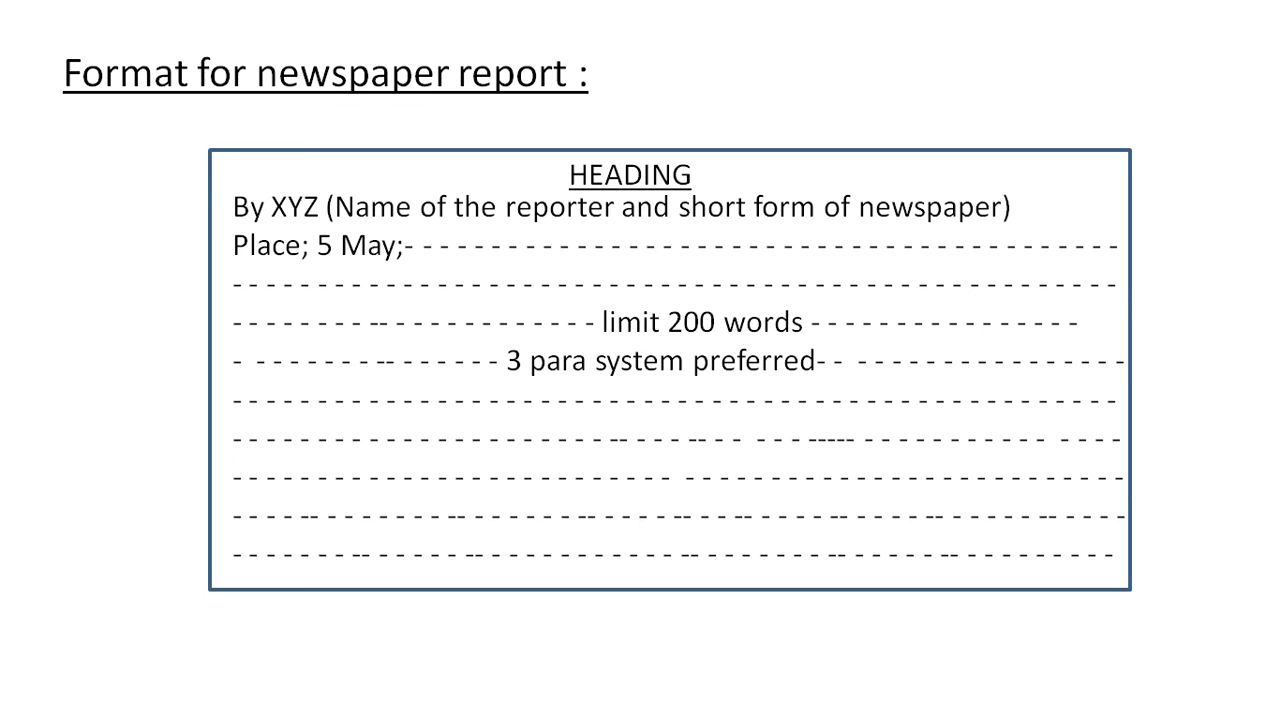 Format for newspaper report :
HEADING
By XYZ (Name of the reporter and short form of newspaper)
Place; 5 May;- - - - - - - - - - - - - - - - - - - - - - - - - - - - - - - - - - - - - - - - - -
- - - - - - - - - - - - - - - - - - - - - - - - - - - - - - - - - - - - - - - - - - - - - - - - - - - -
- - - - - - - - -- - - - - - - - - - - - - - limit 200 words - - - - - - - - - - - - - - - -
- - - - - - - - -- - - - - - - 3 para system preferred- - - - - - - - - - - - - - - - - -
- - - - - - - - - - - - - - - - - - - - - - - - - - - - - - - - - - - - - - - - - - - - - - - - - - - -
- - - - - - - - - - - - - - - - - - - - - - -- - - - -- - - - - - ----- - - - - - - - - - - - - - - -
- - - - - - - - - - - - - - - - - - - - - - - - - - - - - - - - - - - - - - - - - - - - - - - - - - - -
- - - - -- - - - - - - - -- - - - - - - -- - - - - -- - - -- - - - - -- - - - - -- - - - - - -- - - - -
- - - - - - - -- - - - - - -- - - - - - - - - - - - -- - - - - - - - -- - - - - - -- - - - - - - - - -